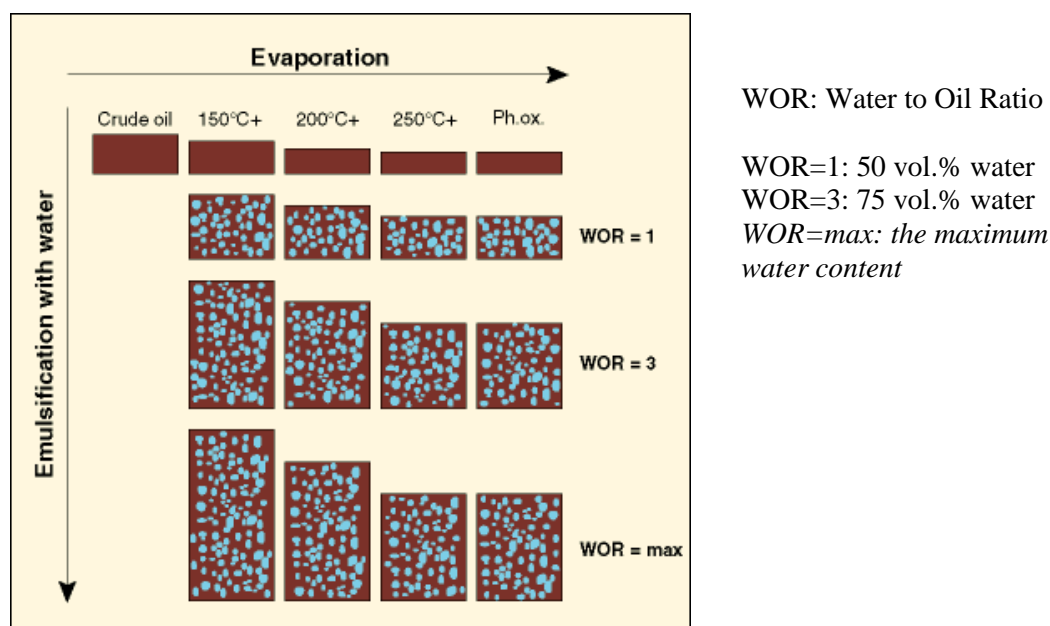 Evaporation
Crude oil 150°C+ 200°C+ 250°C+ Ph.ox.
Emulsification with water
WOR = 1
WOR = 3
WOR = max
WOR: Water to Oil Ratio
WOR=1: 50 vol.% water
WOR=3: 75 vol.% water
WOR=max: the maximum
water content